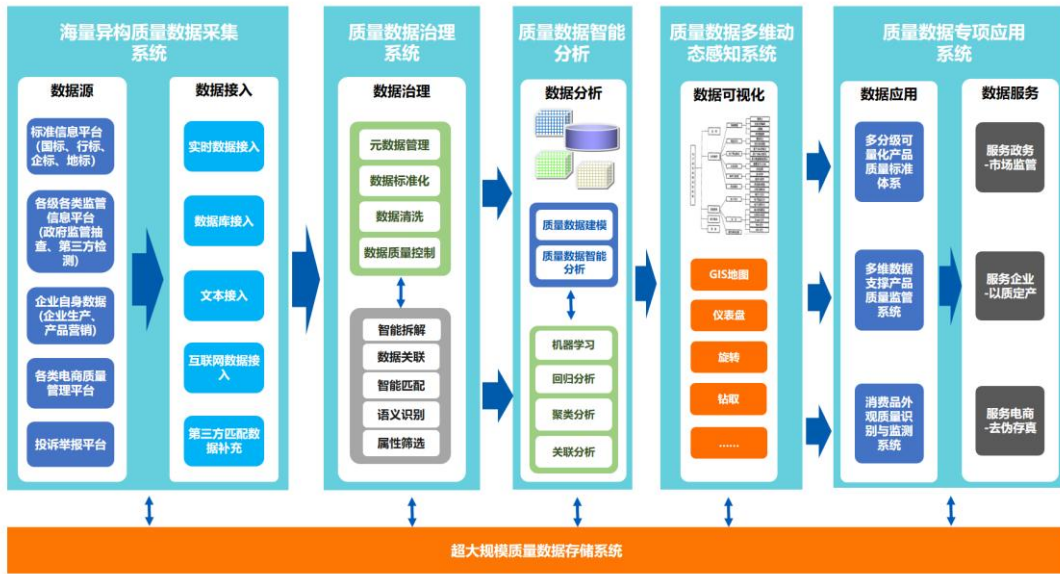 海量异构质量数据采集
系统
数据源
标准信息平台
（国标、行标、
企标、地标）
各级各类监管
信息平台
（政府监管抽
查、第三方检
测）
企业自身数据
（企业生产、
产品营销）
各类电商质量
管理平台
投诉举报平台
数据接入
实时数据接入
数据库接入
文本接入
互联网数据接
入
第三方匹配数
据补充
质量数据治理
系统
数据治理
元数据管理
数据标准化
数据清洗
数据质量控制
智能拆解
数据关联
智能匹配
语义识别
属性筛选
质量数据智能
分析
数据分析
质量数据建模
质量数据智能
分析
机器学习
回归分析
聚类分析
关联分析
质量数据多维动
态感知系统
数据可视化
GIS地图
仪表盘
旋转
钻取
......
质量数据专项应用
系统
数据应用
多分级可
量化产品
质量标准
体系
多维数据
支撑产品
质量监管
系统
消费品外
观质量识
别与监测
系统
数据服务
服务政务
-市场监管
服务企业
-以质定产
服务电商
-去伪存真
超大规模质量数据存储系统